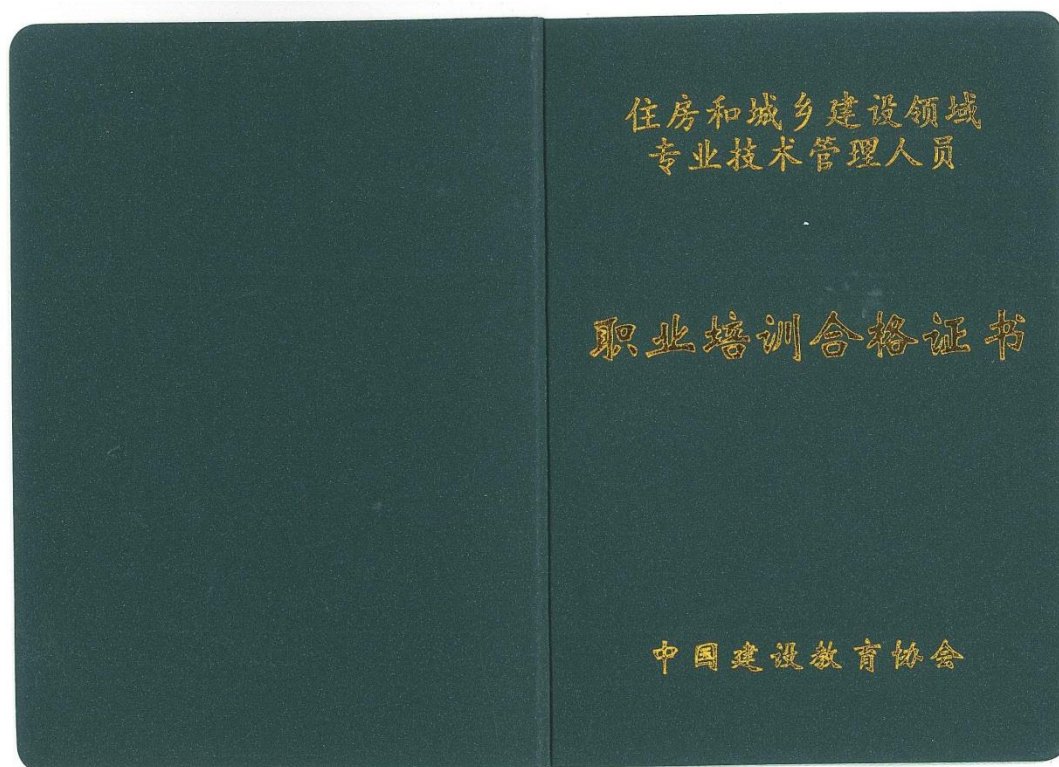 住房和城乡建设领域
专业技术管理人员
职业培训合格证书
中国建设教育协会